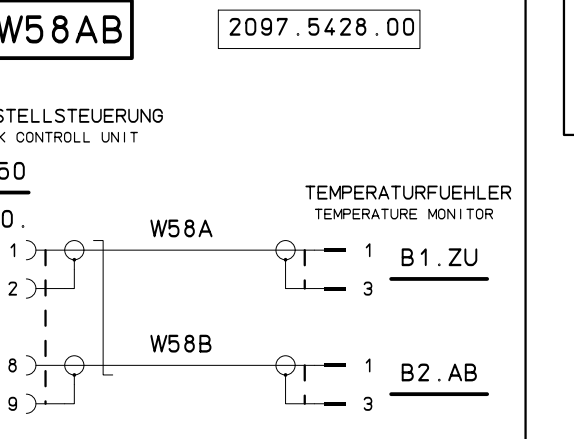 W58AB
2097.5428.00
STELLSTEUERUNG
K CONTROLL UNIT
50
0.
TEMPERATURFUEHLER
TEMPERATURE MONITOR
1
W58A
1
B1.ZU
2
3
8
W58B
1
B2.AB
9
3